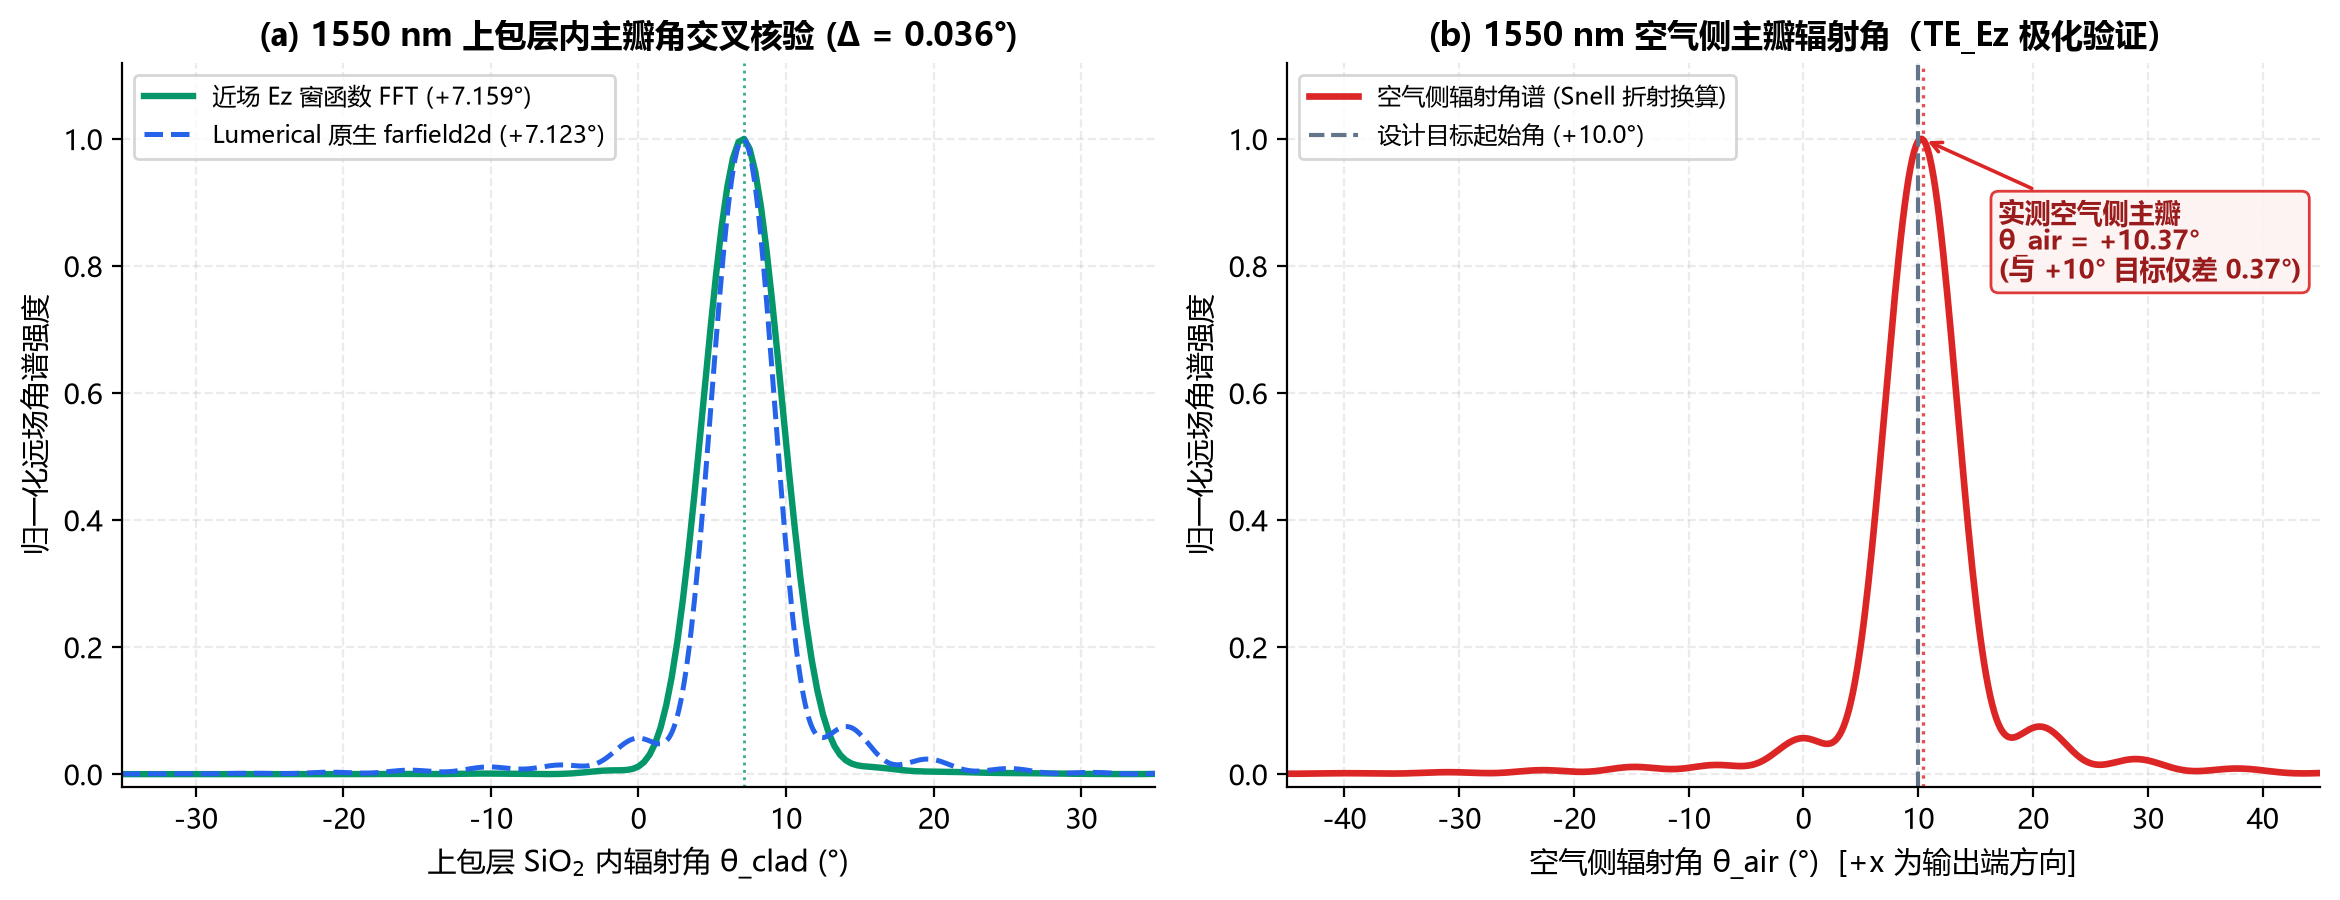 (a) 1550 nm 上包层内主瓣角交叉核验 (Δ = 0.036°)
近场 Ez 窗函数 FFT (+7.159°)
Lumerical 原生 farfield2d (+7.123°)
归一化远场角谱强度
1.0
0.8
0.6
0.4
0.2
0.0
-30 -20 -10 0 10 20 30
上包层 SiO₂ 内辐射角 θ_clad (°)
(b) 1550 nm 空气侧主瓣辐射角（TE_Ez 极化验证）
空气侧辐射角谱 (Snell 折射换算)
设计目标起始角 (+10.0°)
实测空气侧主瓣
θ_air = +10.37°
(与 +10° 目标仅差 0.37°)
归一化远场角谱强度
1.0
0.8
0.6
0.4
0.2
0.0
-40 -30 -20 -10 0 10 20 30 40
空气侧辐射角 θ_air (°) [+x 为输出端方向]